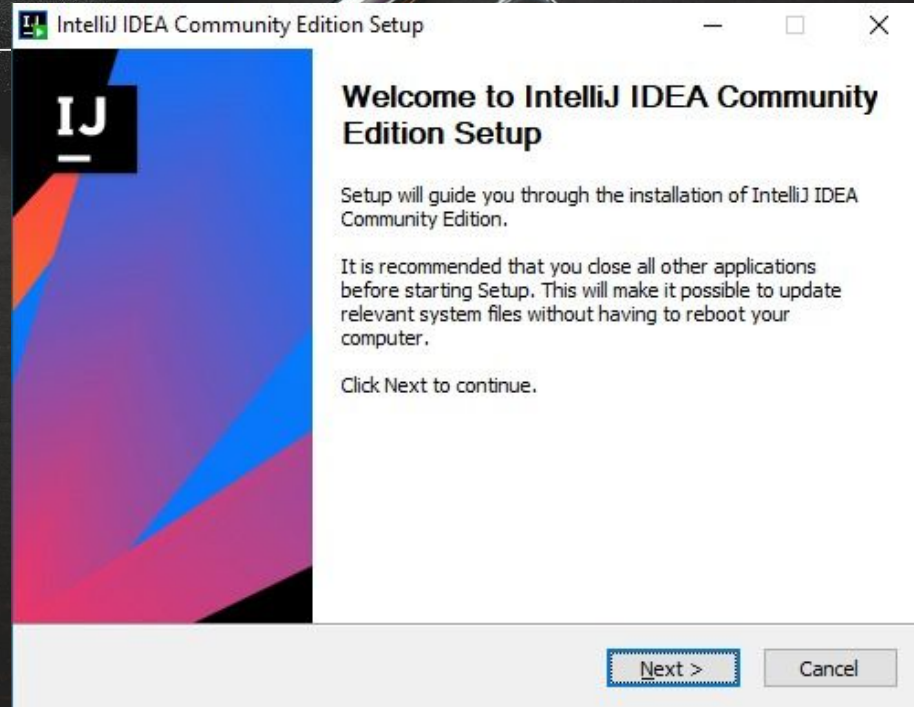 IntelliJ IDEA Community Edition Setup
IJ
Welcome to IntelliJ IDEA Community
Edition Setup
Setup will guide you through the installation of IntelliJ IDEA
Community Edition.
It is recommended that you close all other applications
before starting Setup. This will make it possible to update
relevant system files without having to reboot your
computer.
Click Next to continue.
Next >
Cancel